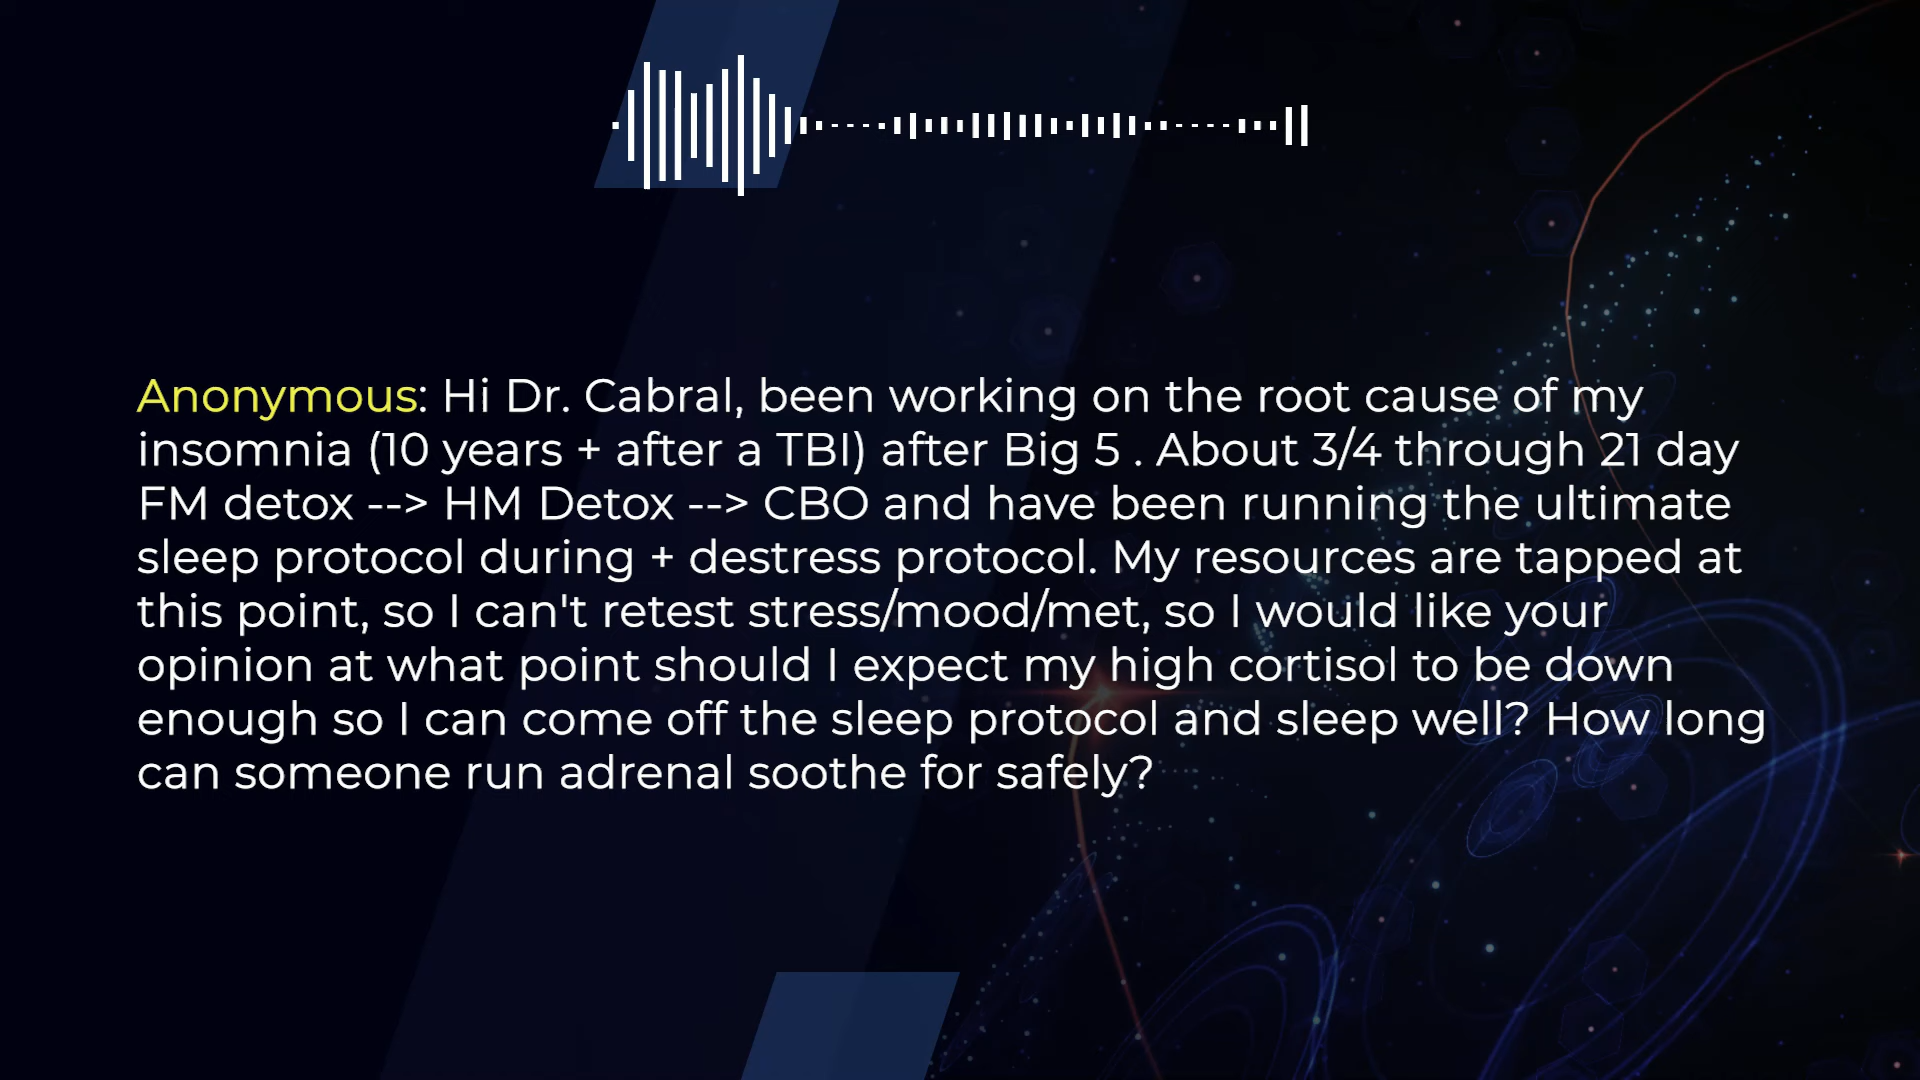 Anonymous: Hi Dr. Cabral, been working on the root cause of my
insomnia (10 years + after a TBI) after Big 5 . About 3/4 through 21 day
FM detox --> HM Detox --> CBO and have been running the ultimate
sleep protocol during + destress protocol. My resources are tapped at
this point, so I can't retest stress/mood/met, so I would like your
opinion at what point should I expect my high cortisol to be down
enough so I can come off the sleep protocol and sleep well? How long
can someone run adrenal soothe for safely?